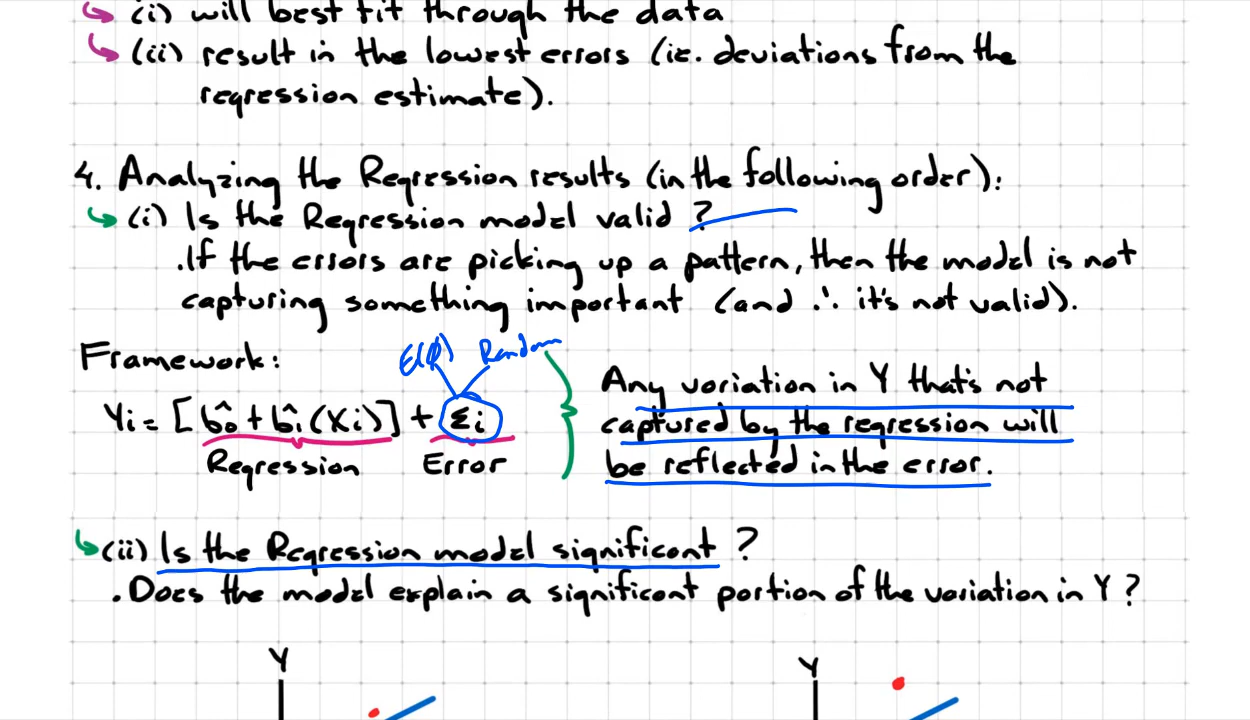 (i) will best fit through the data
(ii) result in the lowest errors (ie. deviations from the
regression estimate).
4. Analyzing the Regression results (in the following order):
(i) Is the Regression model valid ?
.If the errors are picking up a pattern, then the model is not
capturing something important (and ∴ it's not valid).
Framework:
E(ϕ) Random
Yi = [b̂o + b̂i (Xi)] + Σi
Regression Error
Any variation in Y that's not
captured by the regression will
be reflected in the error.
(ii) Is the Regression model significant ?
. Does the model explain a significant portion of the variation in Y ?
Y Y